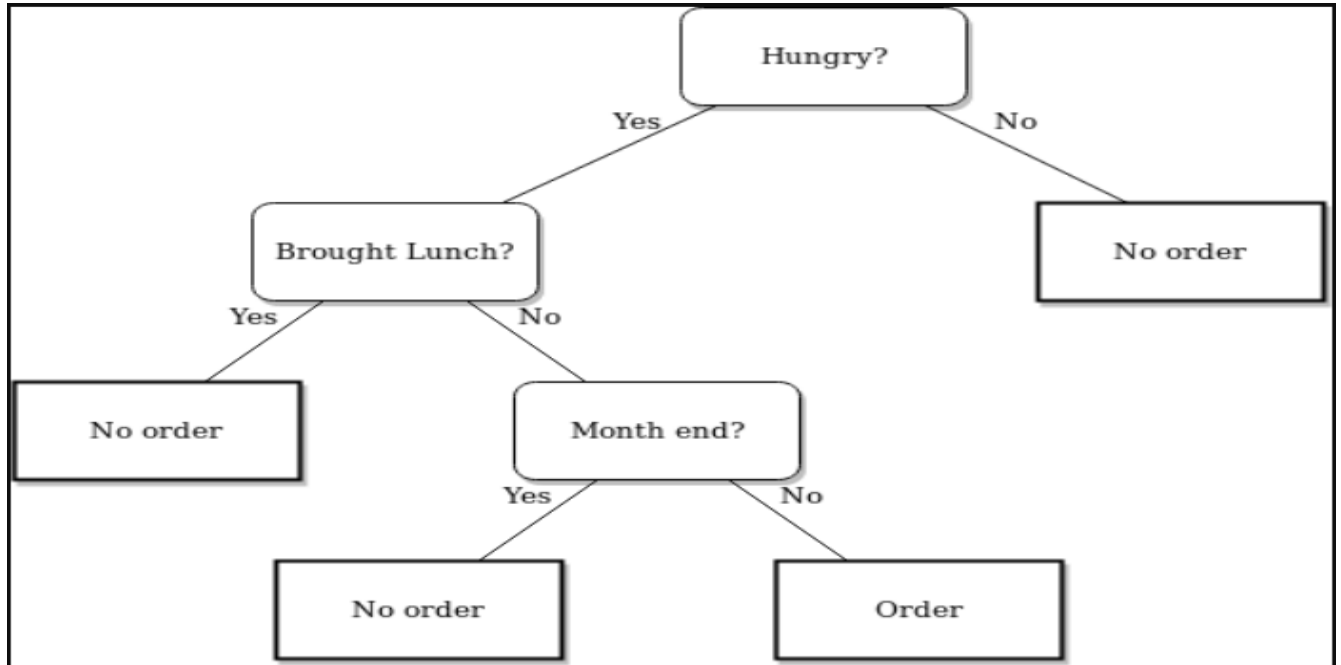 Hungry?
Yes
No
Brought Lunch?
No order
Yes
No
No order
Month end?
Yes
No
No order
Order